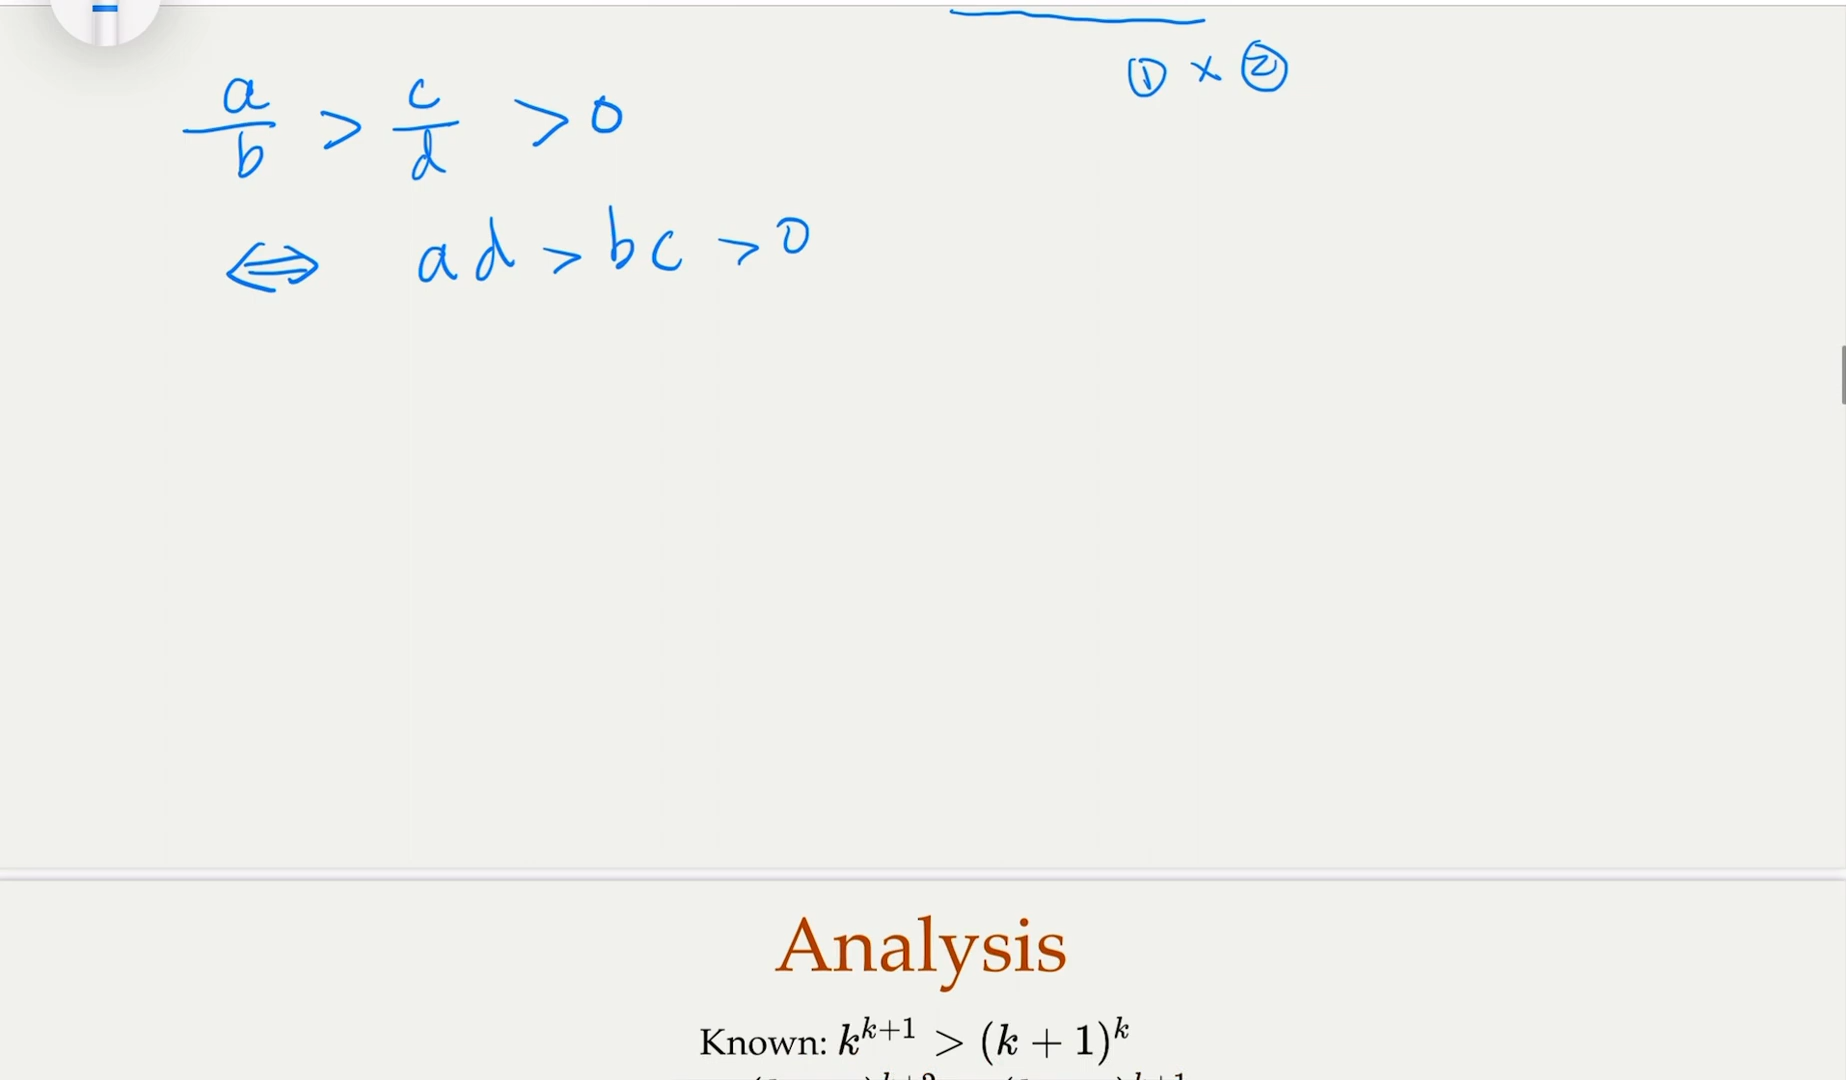 ① × ②
a/b > c/d > 0
⇔ ad > bc > 0
Analysis
Known: k^{k+1} > (k + 1)^k